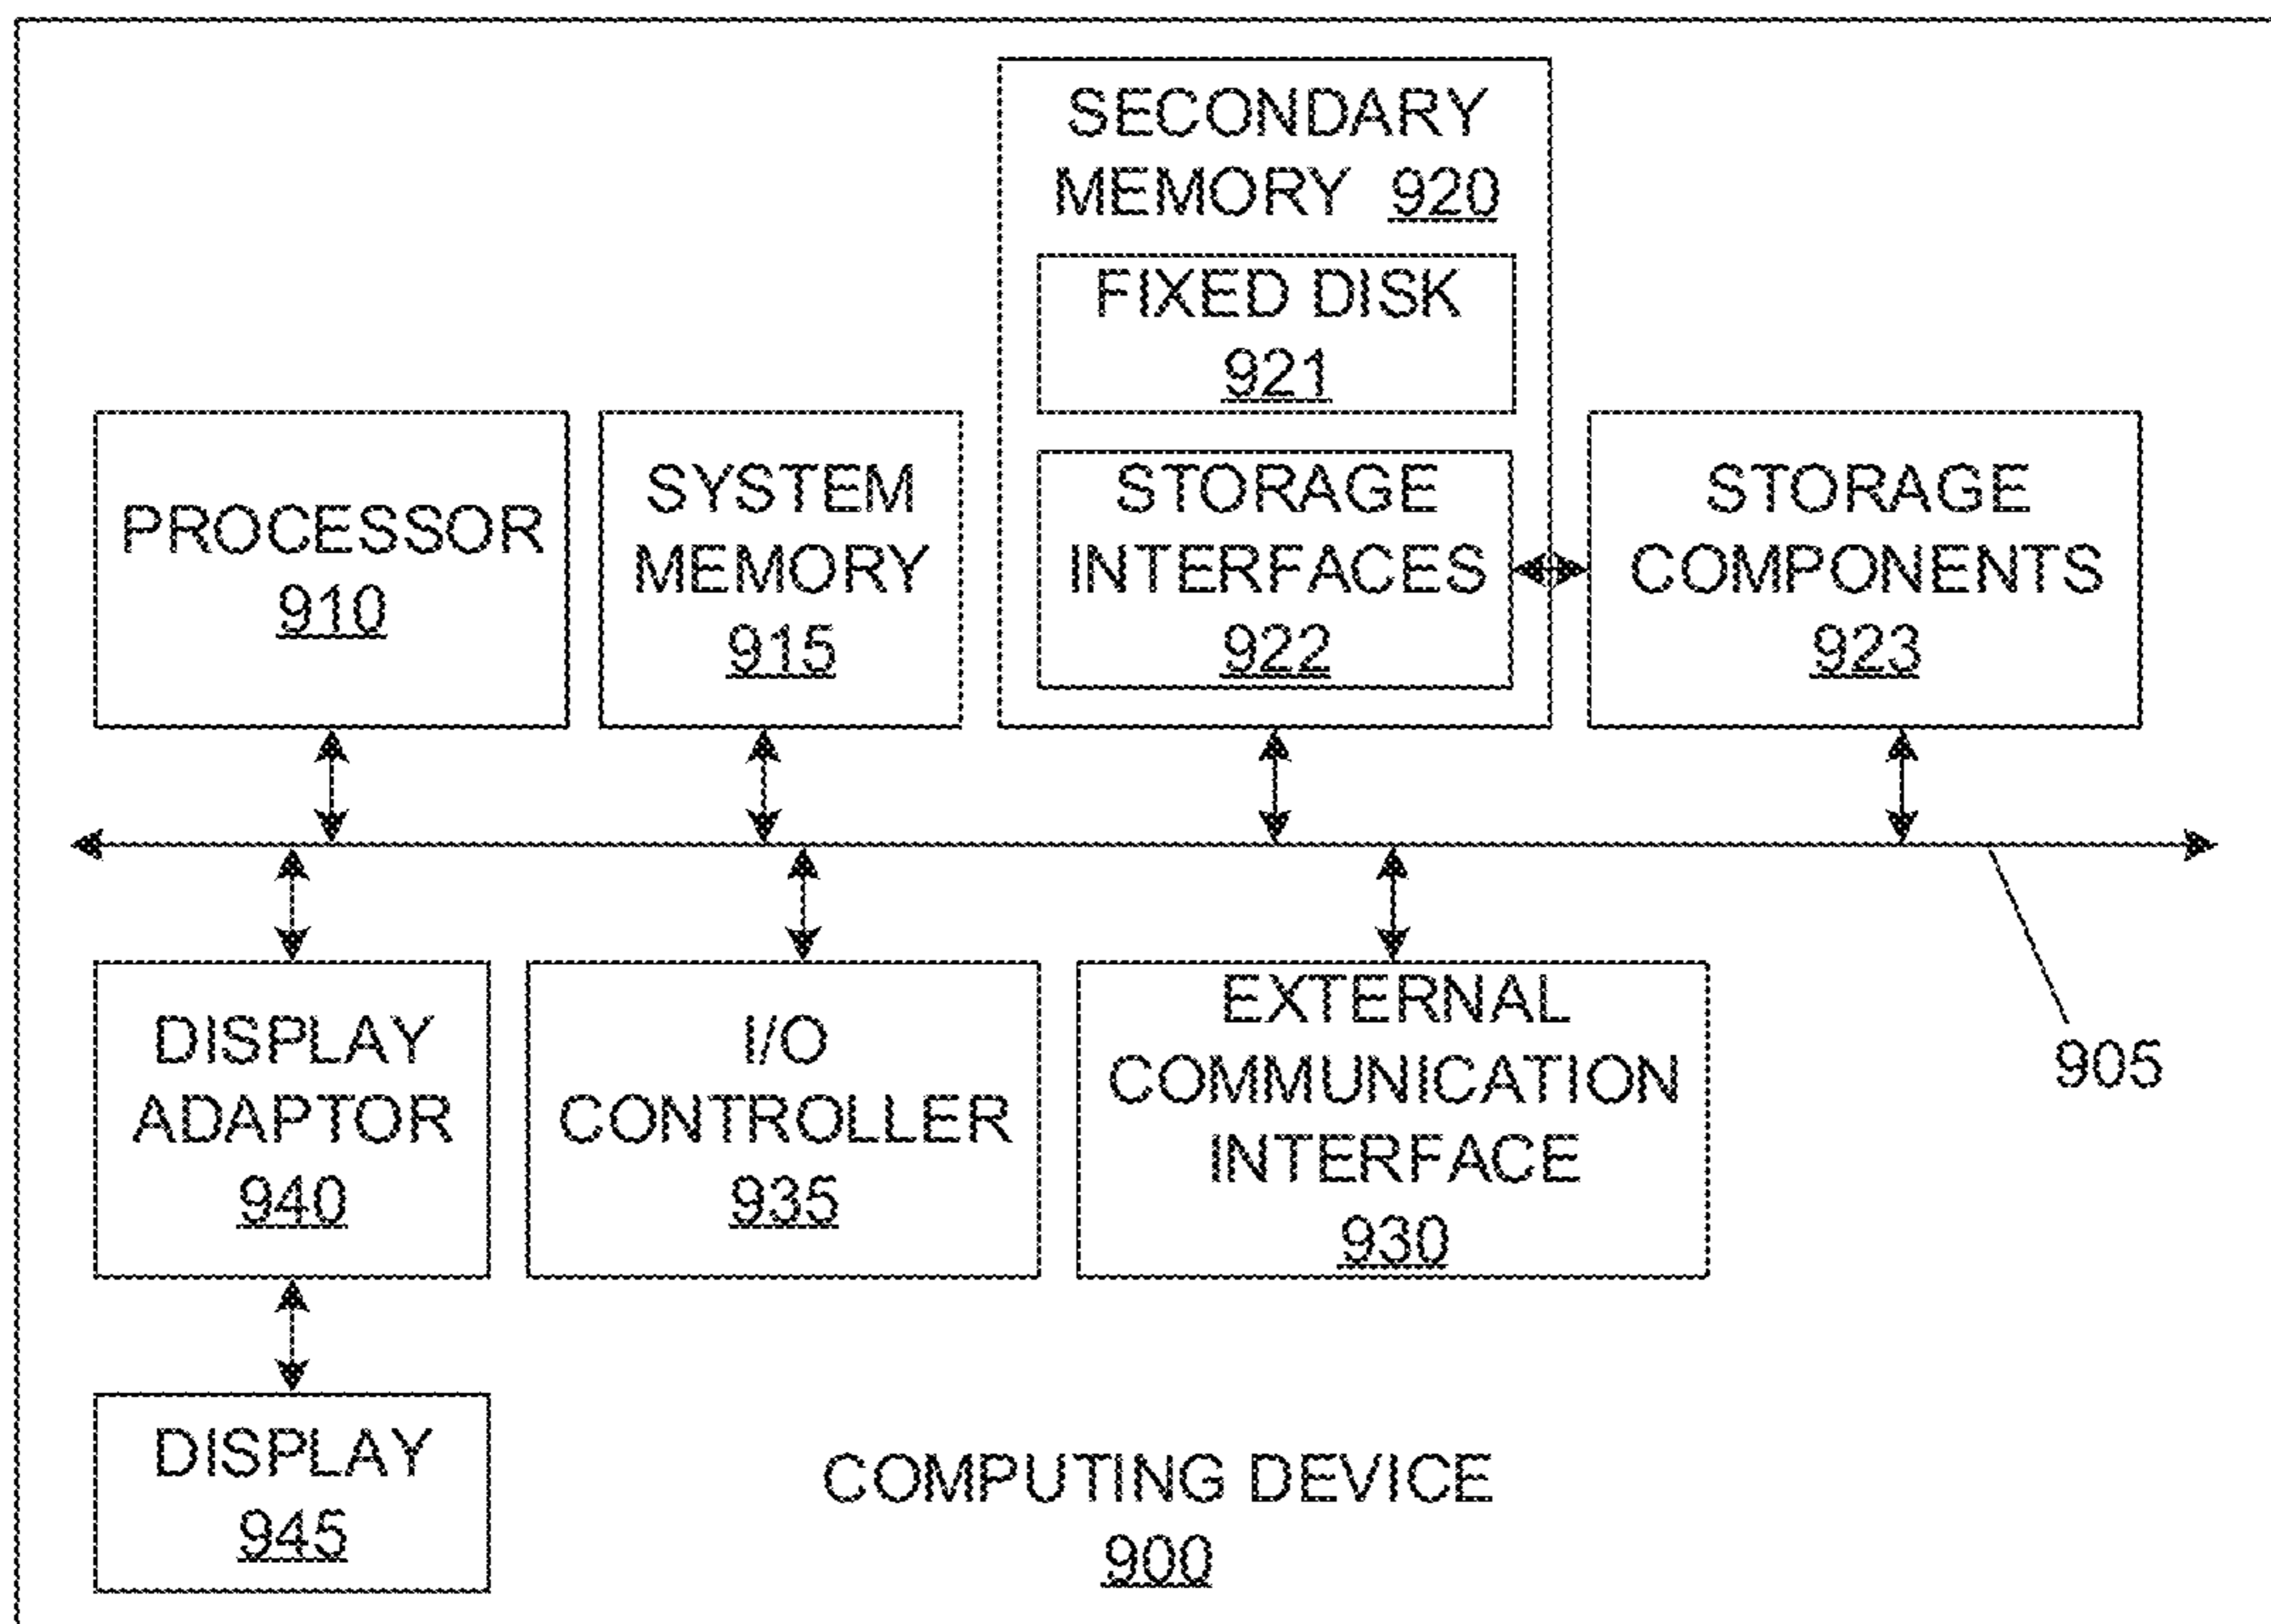 SECONDARY
MEMORY 920
FIXED DISK
921
STORAGE
INTERFACES
922
PROCESSOR
910
SYSTEM
MEMORY
915
STORAGE
COMPONENTS
923
DISPLAY
ADAPTOR
940
I/O
CONTROLLER
935
EXTERNAL
COMMUNICATION
INTERFACE
930
905
DISPLAY
945
COMPUTING DEVICE
900